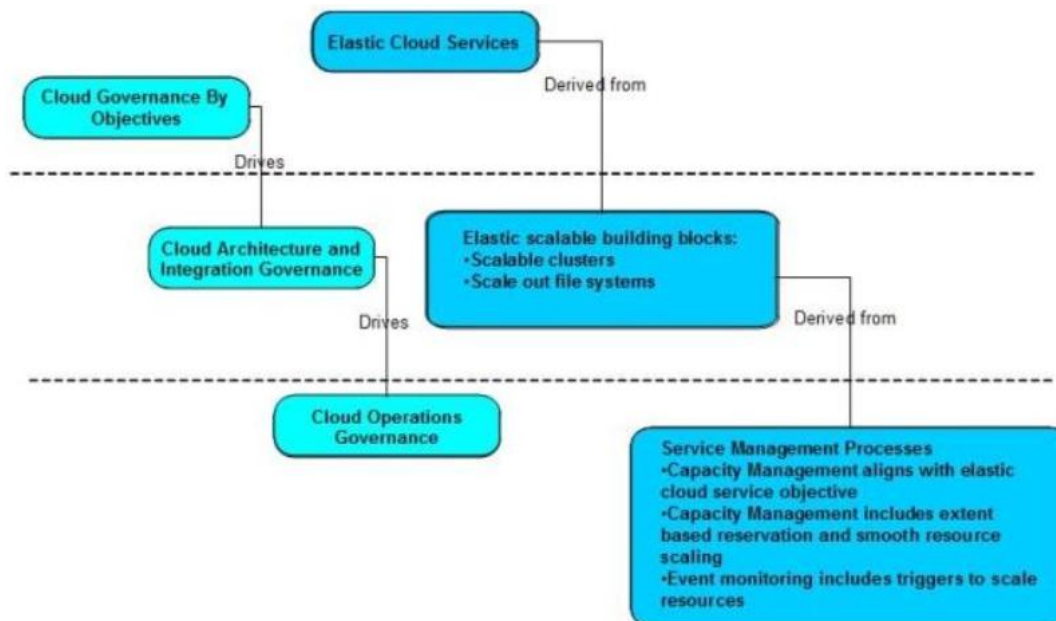 Elastic Cloud Services
Derived from
Cloud Governance By
Objectives
Drives
Cloud Architecture and
Integration Governance
Elastic scalable building blocks:
•Scalable clusters
•Scale out file systems
Drives
Derived from
Cloud Operations
Governance
Service Management Processes
•Capacity Management aligns with elastic
cloud service objective
•Capacity Management includes extent
based reservation and smooth resource
scaling
•Event monitoring includes triggers to scale
resources